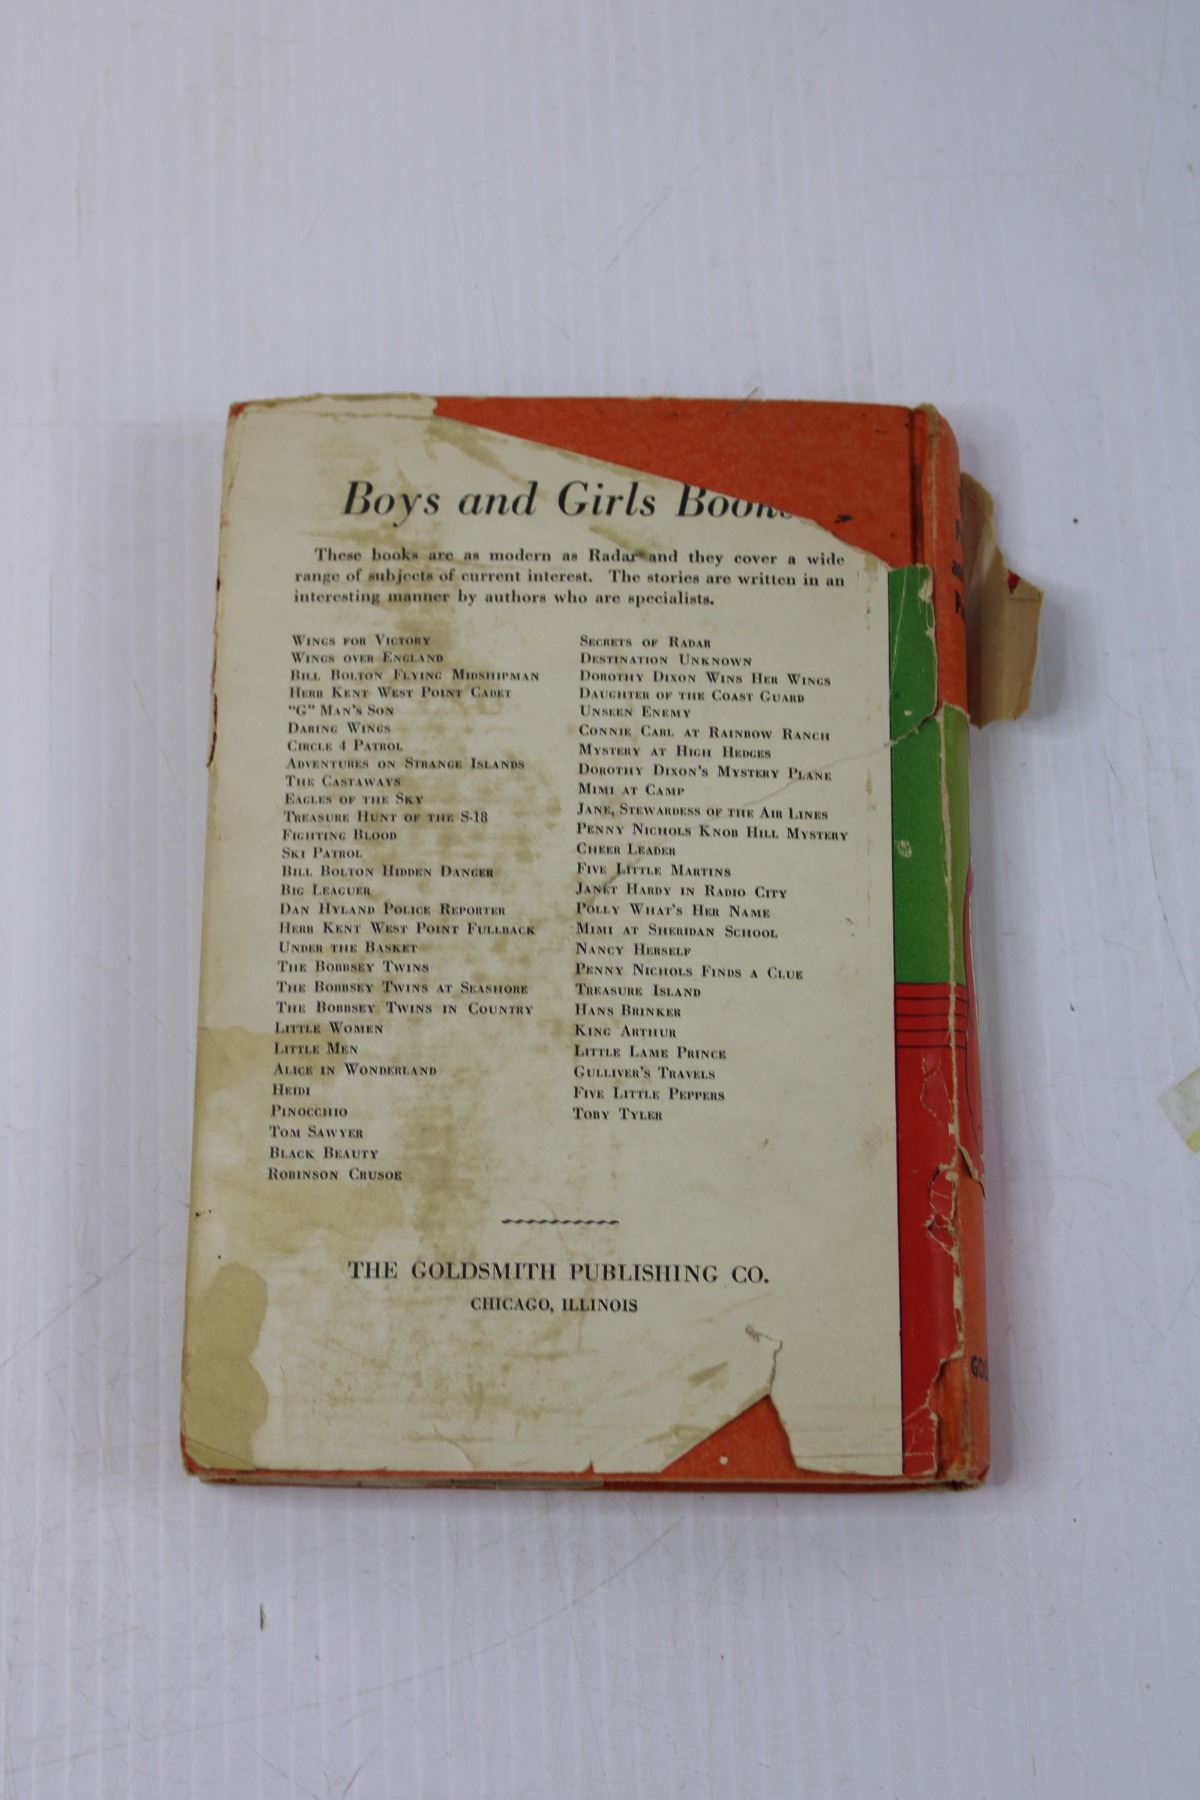 Boys and Girls Books
These books are as modern as Radar and they cover a wide
range of subjects of current interest. The stories are written in an
interesting manner by authors who are specialists.
Wings for Victory
Wings over England
Bill Bolton Flying Midshipman
Herb Kent West Point Cadet
"G" Man's Son
Daring Wings
Circle 4 Patrol
Adventures on Strange Islands
The Castaways
Eagles of the Sky
Treasure Hunt of the S-18
Fighting Blood
Ski Patrol
Bill Bolton Hidden Danger
Big Leaguer
Dan Hyland Police Reporter
Herb Kent West Point Fullback
Under the Basket
The Bobbsey Twins
The Bobbsey Twins at Seashore
The Bobbsey Twins in Country
Little Women
Little Men
Alice in Wonderland
Heidi
Pinocchio
Tom Sawyer
Black Beauty
Robinson Crusoe
Secrets of Radar
Destination Unknown
Dorothy Dixon Wins Her Wings
Daughter of the Coast Guard
Unseen Enemy
Connie Carl at Rainbow Ranch
Mystery at High Hedges
Dorothy Dixon's Mystery Plane
Mimi at Camp
Jane, Stewardess of the Air Lines
Penny Nichols Knob Hill Mystery
Cheer Leader
Five Little Martins
Janet Hardy in Radio City
Polly What's Her Name
Mimi at Sheridan School
Nancy Herself
Penny Nichols Finds a Clue
Treasure Island
Hans Brinker
King Arthur
Little Lame Prince
Gulliver's Travels
Five Little Peppers
Toby Tyler
THE GOLDSMITH PUBLISHING CO.
CHICAGO, ILLINOIS